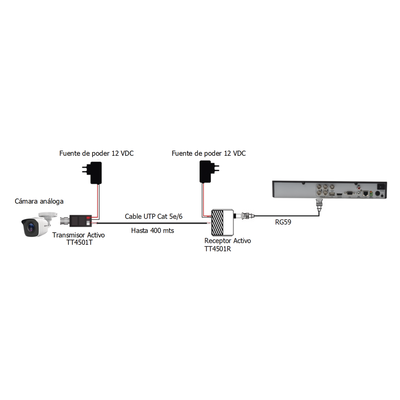 Fuente de poder 12 VDC
Fuente de poder 12 VDC
Cámara análoga
Cable UTP Cat 5e/6
Hasta 400 mts
Transmisor Activo
TT4501T
Receptor Activo
TT4501R
RG59